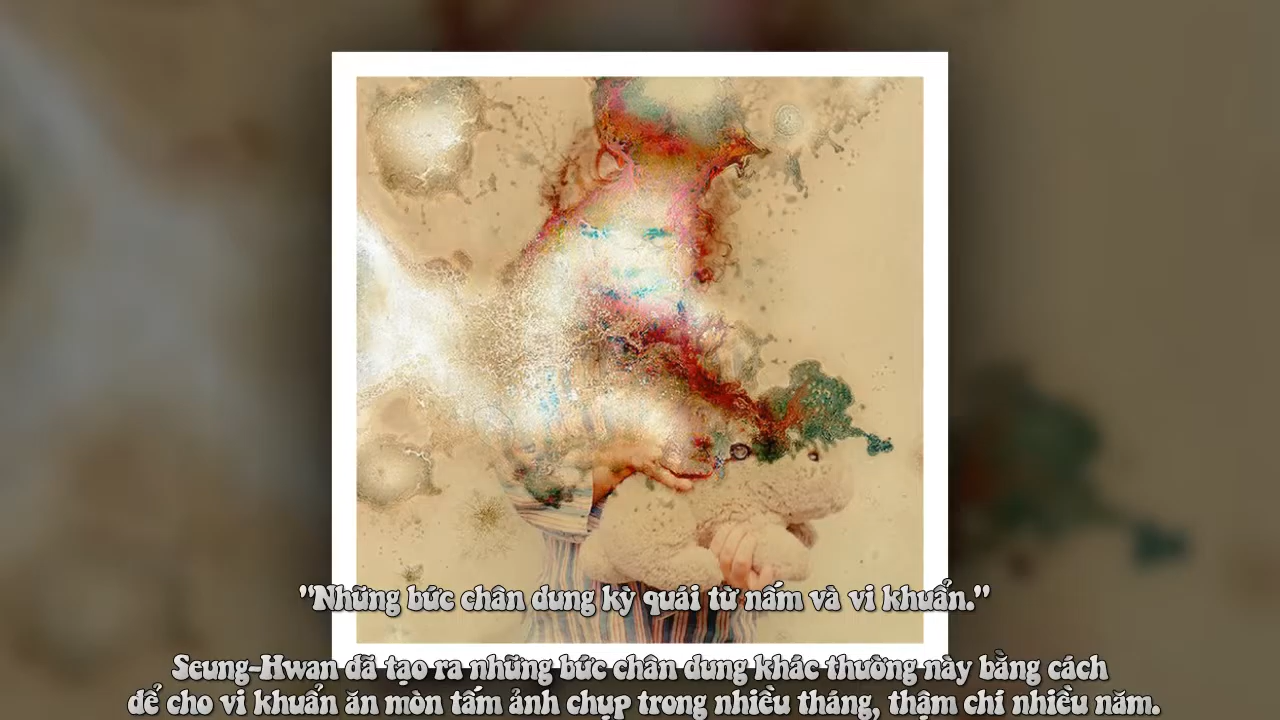 "Những bức chân dung kỳ quái từ nấm và vi khuẩn."
Seung-Hwan đã tạo ra những bức chân dung khác thường này bằng cách
để cho vi khuẩn ăn mòn tấm ảnh chụp trong nhiều tháng, thậm chí nhiều năm.